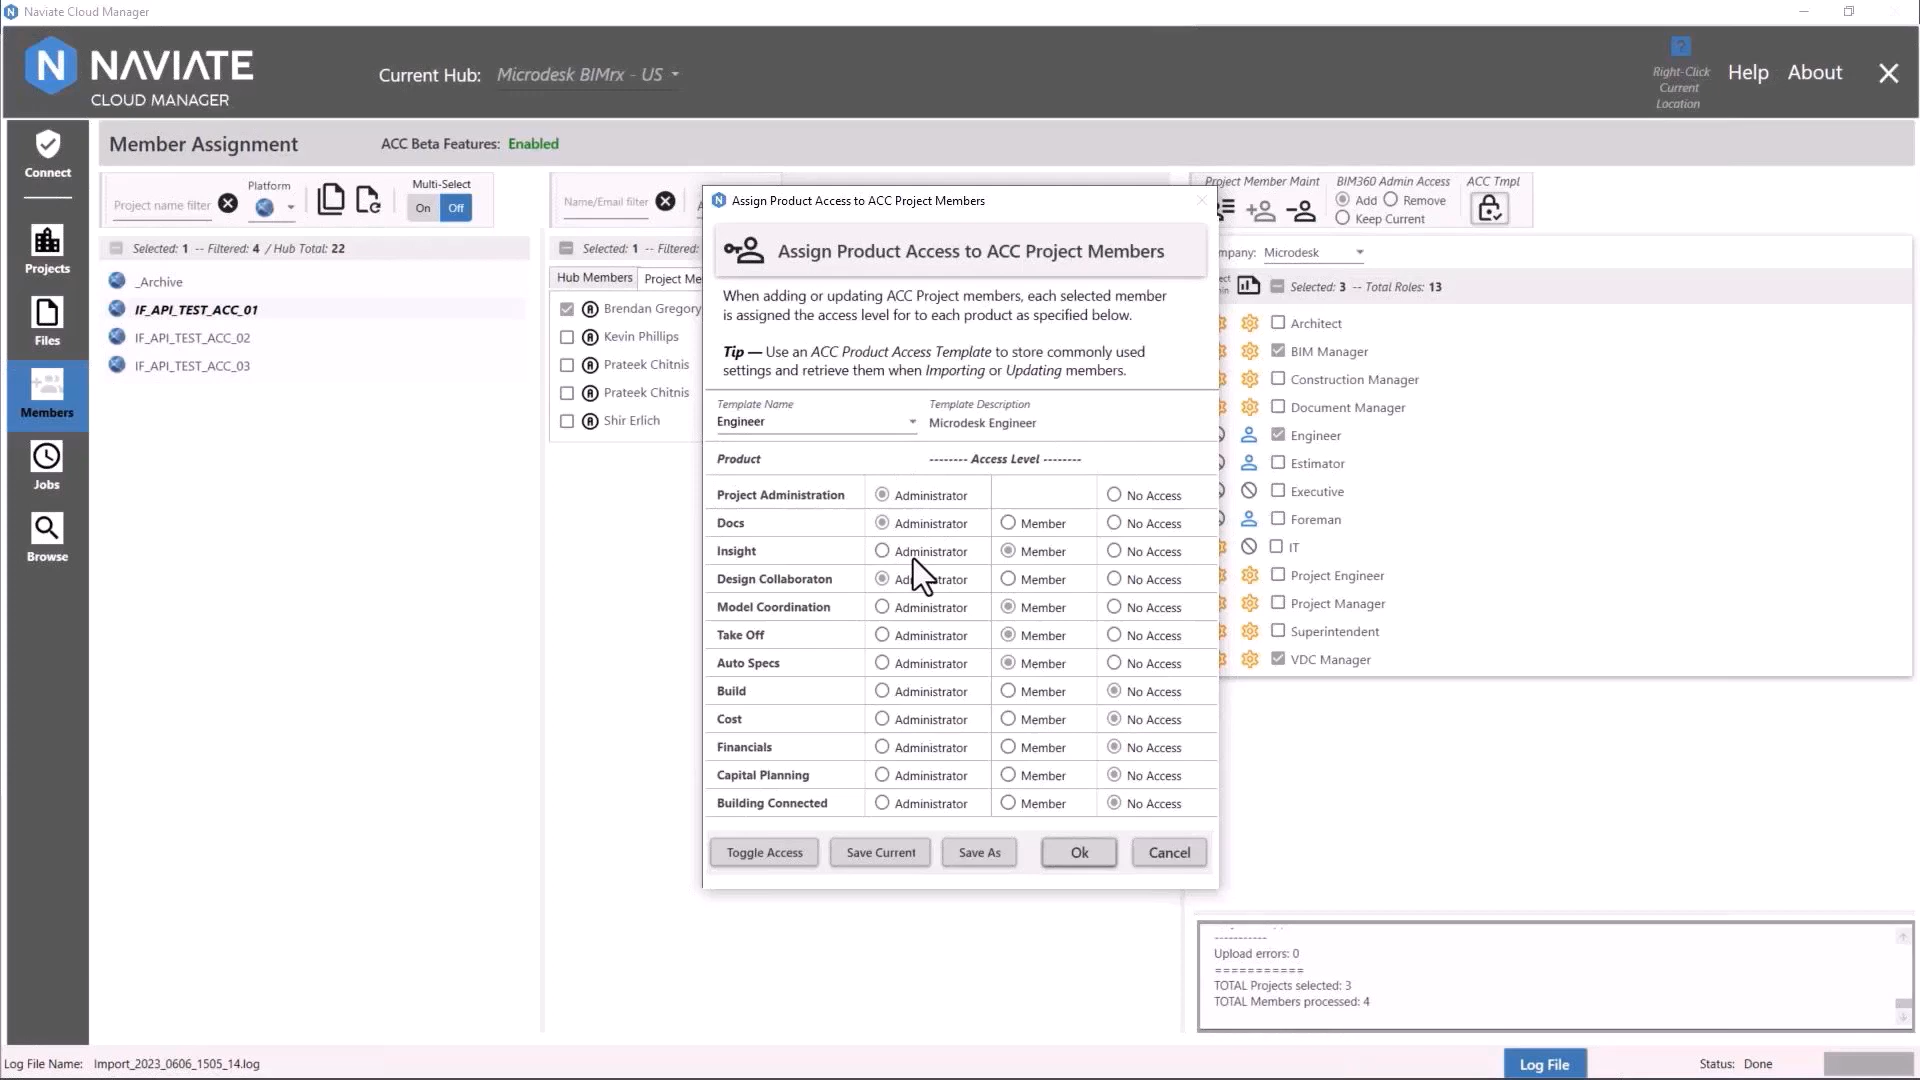 Naviate Cloud Manager
NAVIATE
CLOUD MANAGER
Current Hub: Microdesk BIMrx - US
Right-Click
Current
Location
Help About
Connect
Projects
Files
Members
Jobs
Browse
Member Assignment
ACC Beta Features: Enabled
Project name filter
Platform
Multi-Select
On Off
Selected: 1 -- Filtered: 4 / Hub Total: 22
_Archive
IF_API_TEST_ACC_01
IF_API_TEST_ACC_02
IF_API_TEST_ACC_03
Name/Email filter
Selected: 1 -- Filtered:
Hub Members Project Me
Brendan Gregory
Kevin Phillips
Prateek Chitnis
Prateek Chitnis
Shir Erlich
Assign Product Access to ACC Project Members
Assign Product Access to ACC Project Members
When adding or updating ACC Project members, each selected member
is assigned the access level for to each product as specified below.
Tip — Use an ACC Product Access Template to store commonly used
settings and retrieve them when Importing or Updating members.
Template Name Template Description
Engineer Microdesk Engineer
Product -------- Access Level --------
Project Administration Administrator No Access
Docs Administrator Member No Access
Insight Administrator Member No Access
Design Collaboraton Ad trator Member No Access
Model Coordination Administrator Member No Access
Take Off Administrator Member No Access
Auto Specs Administrator Member No Access
Build Administrator Member No Access
Cost Administrator Member No Access
Financials Administrator Member No Access
Capital Planning Administrator Member No Access
Building Connected Administrator Member No Access
Toggle Access Save Current Save As Ok Cancel
Project Member Maint BIM360 Admin Access ACC Tmpl
Add Remove
Keep Current
mpany: Microdesk
Selected: 3 -- Total Roles: 13
Architect
BIM Manager
Construction Manager
Document Manager
Engineer
Estimator
Executive
Foreman
IT
Project Engineer
Project Manager
Superintendent
VDC Manager
-----------
Upload errors: 0
===========
TOTAL Projects selected: 3
TOTAL Members processed: 4
Log File Name: Import_2023_0606_1505_14.log
Log File
Status: Done